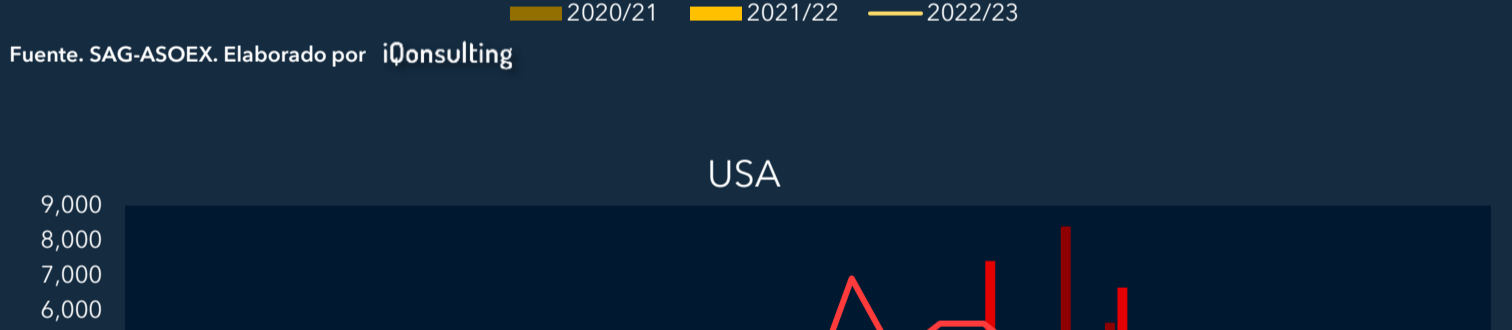 2020/21 2021/22 2022/23
Fuente. SAG-ASOEX. Elaborado por iQonsulting
USA
9,000
8,000
7,000
6,000